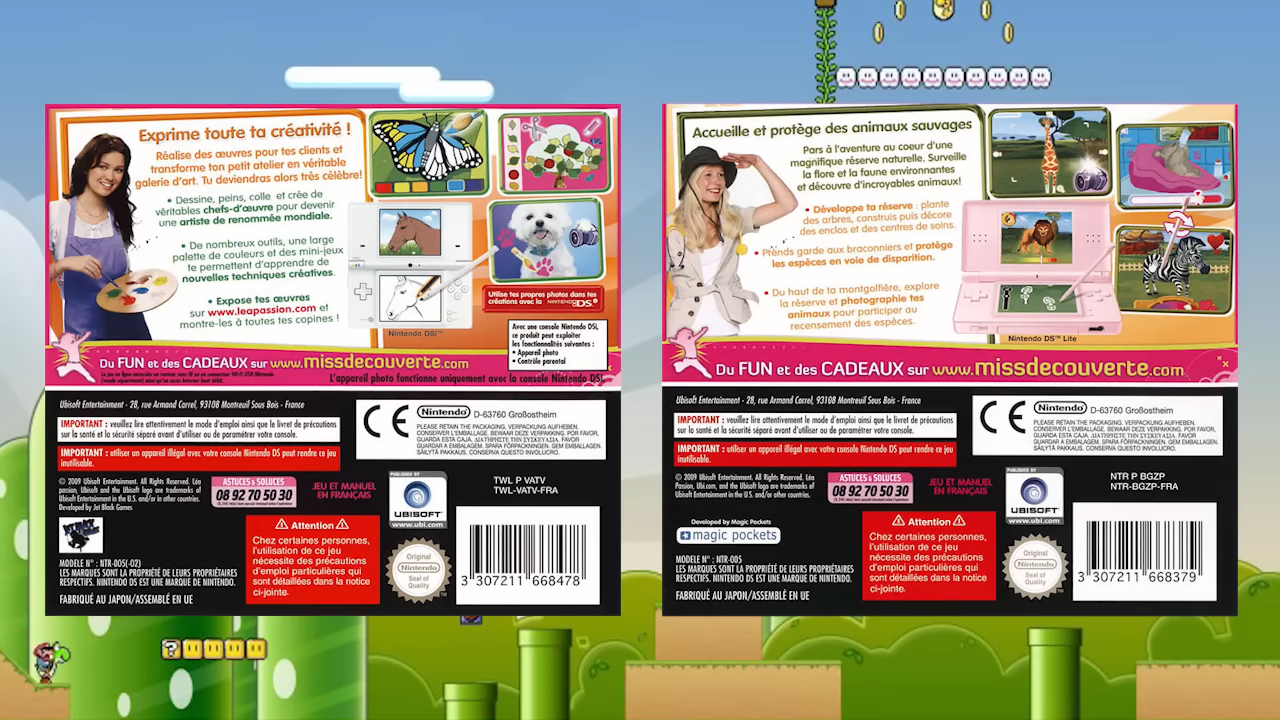 Exprime toute ta créativité !
Réalise des œuvres pour tes clients et
transforme ton petit atelier en véritable
galerie d'art. Tu deviendras alors très célèbre!
• Dessine, peins, colle et crée de
véritables chefs-d'œuvre pour devenir
une artiste de renommée mondiale.
• De nombreux outils, une large
palette de couleurs et des mini-jeux
te permettent d'apprendre de
nouvelles techniques créatives.
• Expose tes œuvres
sur www.leapassion.com et
montre-les à toutes tes copines !
Nintendo DSi™
Utilise tes propres photos dans tes
créations avec la NINTENDO DSi
Avec une console Nintendo DSi,
ce produit peut exploiter
les fonctionnalités suivantes :
• Appareil photo
• Contrôle parental
Du FUN et des CADEAUX sur www.missdecouverte.com
L'appareil photo fonctionne uniquement avec la console Nintendo DSi.
Ubisoft Entertainment - 28, rue Armand Carrel, 93108 Montreuil Sous Bois - France
IMPORTANT : veuillez lire attentivement le mode d'emploi ainsi que le livret de précautions
sur la santé et la sécurité séparé avant d'utiliser ou de paramétrer votre console.
IMPORTANT : utiliser un appareil illégal avec votre console Nintendo DS peut rendre ce jeu
inutilisable.
CE
Nintendo D-63760 Großostheim
PLEASE RETAIN THE PACKAGING. VERPACKUNG AUFHEBEN.
CONSERVER L'EMBALLAGE. BEWAAR DEZE VERPAKKING. POR FAVOR,
GUARDA ESTA CAJA. ΔΙΑΤΗΡΗΣΤΕ ΤΗΝ ΣΥΣΚΕΥΑΣΙΑ. FAVOR
GUARDAR A EMBALAGEM. SPARA FÖRPACKNINGEN. GEM EMBALLAGEN.
SÄILYTÄ PAKKAUS. CONSERVA QUESTO INVOLUCRO.
© 2009 Ubisoft Entertainment. All Rights Reserved. Léa
passion, Ubisoft and the Ubisoft logo are trademarks of
Ubisoft Entertainment in the U.S. and/or in other countries.
Developed by Jet Black Games
ASTUCES & SOLUCES
08 92 70 50 30
JEU ET MANUEL
EN FRANÇAIS
PUBLISHED BY
UBISOFT
www.ubi.com
TWL P VATV
TWL-VATV-FRA
MODELE N° : NTR-005(-02)
LES MARQUES SONT LA PROPRIÉTÉ DE LEURS PROPRIÉTAIRES
RESPECTIFS. NINTENDO DS EST UNE MARQUE DE NINTENDO.
FABRIQUÉ AU JAPON/ASSEMBLÉ EN UE
Attention
Chez certaines personnes,
l'utilisation de ce jeu
nécessite des précautions
d'emploi particulières qui
sont détaillées dans la notice
ci-jointe.
Original
Nintendo
Seal of
Quality
3 307211 668478
Accueille et protège des animaux sauvages
Pars à l'aventure au coeur d'une
magnifique réserve naturelle. Surveille
la flore et la faune environnantes
et découvre d'incroyables animaux!
• Développe ta réserve : plante
des arbres, construis puis décore
des enclos et des centres de soins.
• Prends garde aux braconniers et protège
les espèces en voie de disparition.
• Du haut de ta montgolfière, explore
la réserve et photographie tes
animaux pour participer au
recensement des espèces.
Nintendo DS™ Lite
Du FUN et des CADEAUX sur www.missdecouverte.com
Ubisoft Entertainment - 28, rue Armand Carrel, 93108 Montreuil Sous Bois - France
IMPORTANT : veuillez lire attentivement le mode d'emploi ainsi que le livret de précautions
sur la santé et la sécurité séparé avant d'utiliser ou de paramétrer votre console.
IMPORTANT : utiliser un appareil illégal avec votre console Nintendo DS peut rendre ce jeu
inutilisable.
CE
Nintendo D-63760 Großostheim
PLEASE RETAIN THE PACKAGING. VERPACKUNG AUFHEBEN.
CONSERVER L'EMBALLAGE. BEWAAR DEZE VERPAKKING. POR FAVOR,
GUARDA ESTA CAJA. ΔΙΑΤΗΡΗΣΤΕ ΤΗΝ ΣΥΣΚΕΥΑΣΙΑ. FAVOR
GUARDAR A EMBALAGEM. SPARA FÖRPACKNINGEN. GEM EMBALLAGEN.
SÄILYTÄ PAKKAUS. CONSERVA QUESTO INVOLUCRO.
© 2009 Ubisoft Entertainment. All Rights Reserved. Léa
Passion, Ubi.com, and the Ubisoft logo are trademarks of
Ubisoft Entertainment in the U.S. and/or in other countries.
ASTUCES & SOLUCES
08 92 70 50 30
JEU ET MANUEL
EN FRANÇAIS
PUBLISHED BY
UBISOFT
www.ubi.com
NTR P BGZP
NTR-BGZP-FRA
Developed by Magic Pockets
magic pockets
MODELE N° : NTR-005
LES MARQUES SONT LA PROPRIÉTÉ DE LEURS PROPRIÉTAIRES
RESPECTIFS. NINTENDO DS EST UNE MARQUE DE NINTENDO.
FABRIQUÉ AU JAPON/ASSEMBLÉ EN UE
Attention
Chez certaines personnes,
l'utilisation de ce jeu
nécessite des précautions
d'emploi particulières qui
sont détaillées dans la notice
ci-jointe.
Original
Nintendo
Seal of
Quality
3 307211 668379